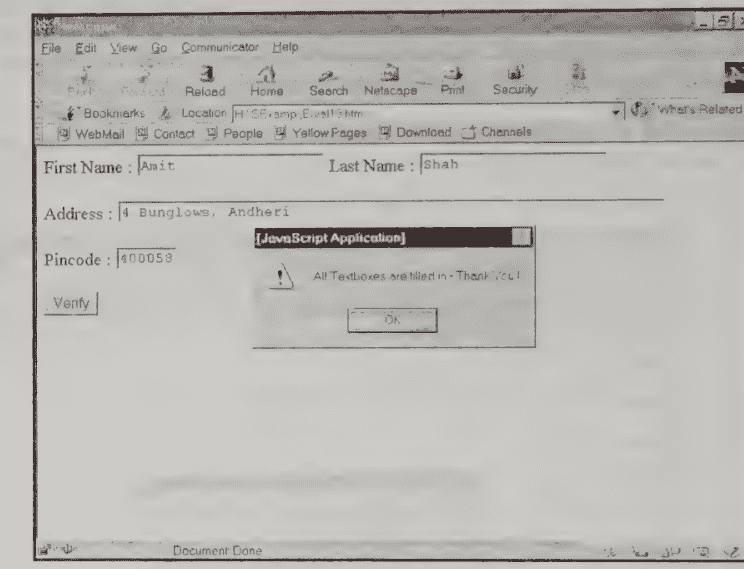 File Edit View Go Communicator Help
Reload Home Search Netscape Print Security
Bookmarks Location
What's Related
WebMail Contact People Yellow Pages Download Channels
First Name : Amit Last Name : Shah
Address : 4 Bunglows, Andheri
[JavaScript Application]
Pincode : 400058
All Textboxes are filled in - Thank You!
Verify
OK
Document Done